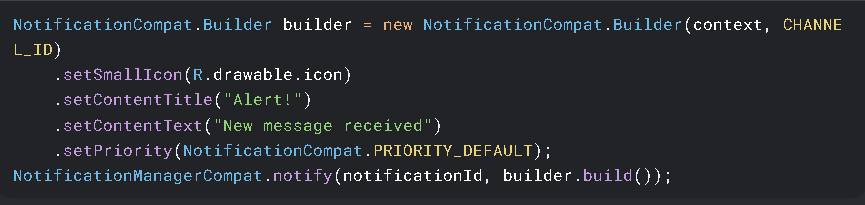 NotificationCompat.Builder builder = new NotificationCompat.Builder(context, CHANNE
L_ID)
    .setSmallIcon(R.drawable.icon)
    .setContentTitle("Alert!")
    .setContentText("New message received")
    .setPriority(NotificationCompat.PRIORITY_DEFAULT);
NotificationManagerCompat.notify(notificationId, builder.build());